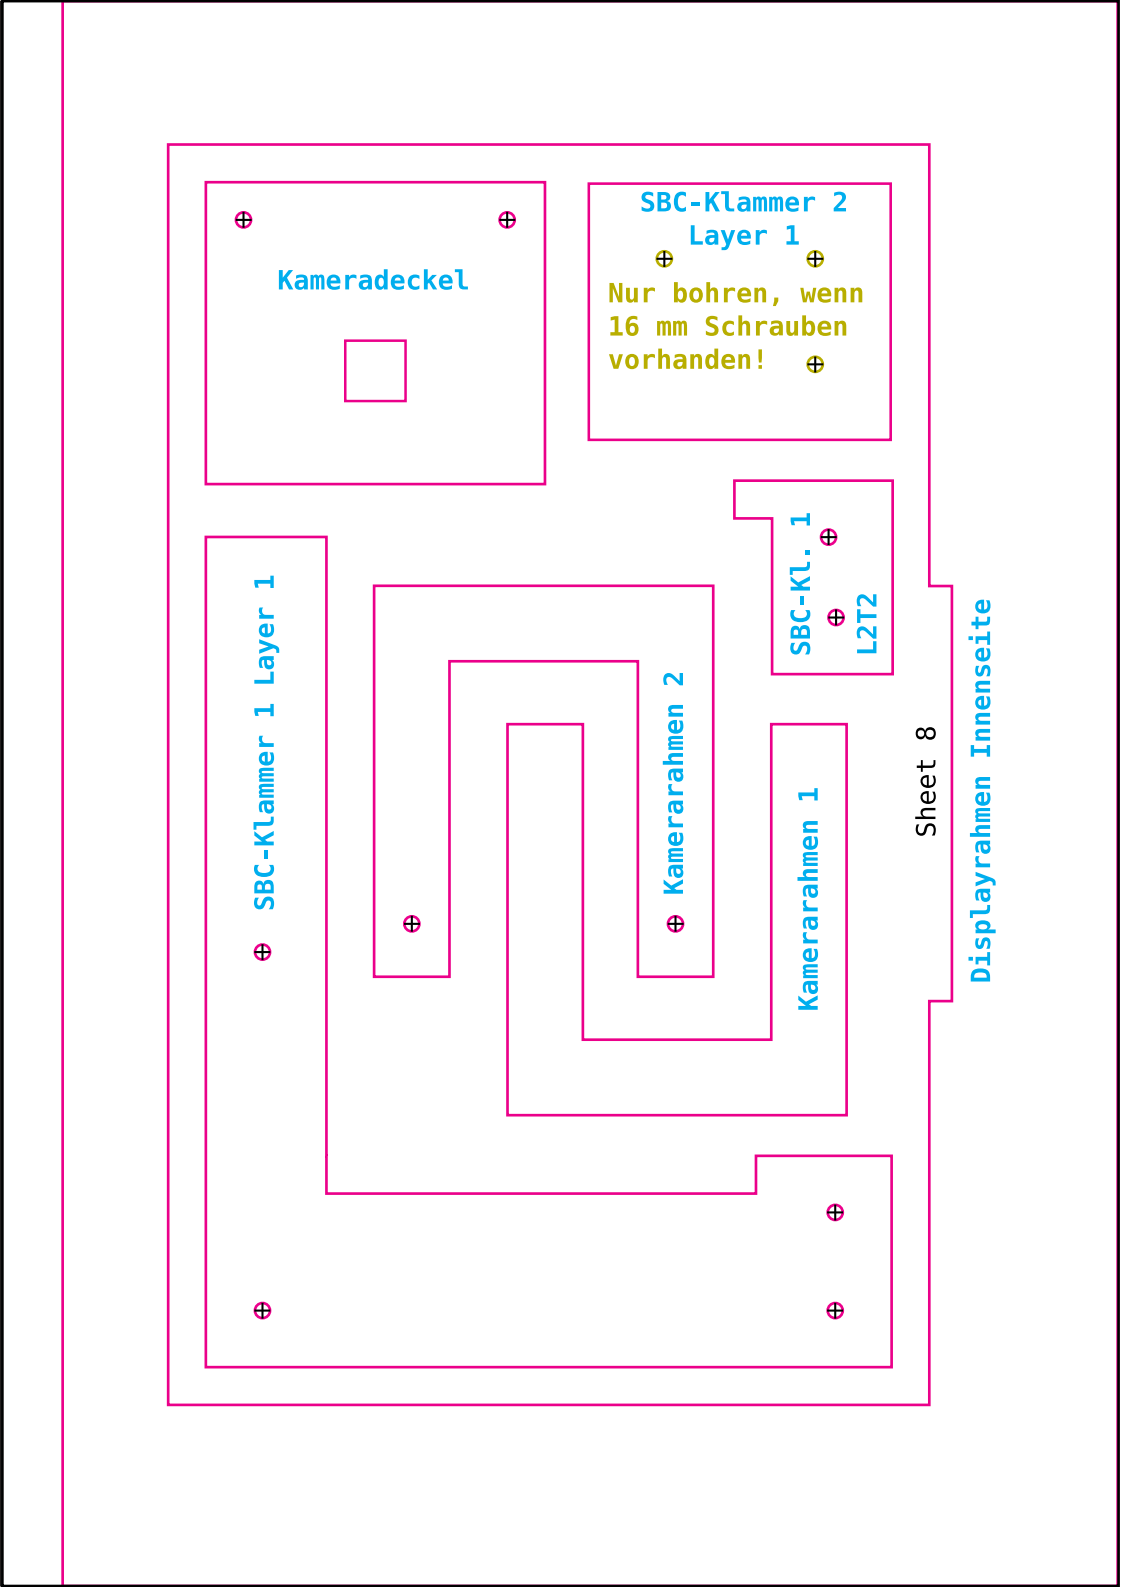 SBC-Klammer 2
Layer 1
Kameradeckel
Nur bohren, wenn
16 mm Schrauben
vorhanden!
SBC-Kl. 1
L2T2
SBC-Klammer 1 Layer 1
Kamerarahmen 2
Kamerarahmen 1
Sheet 8
Displayrahmen Innenseite